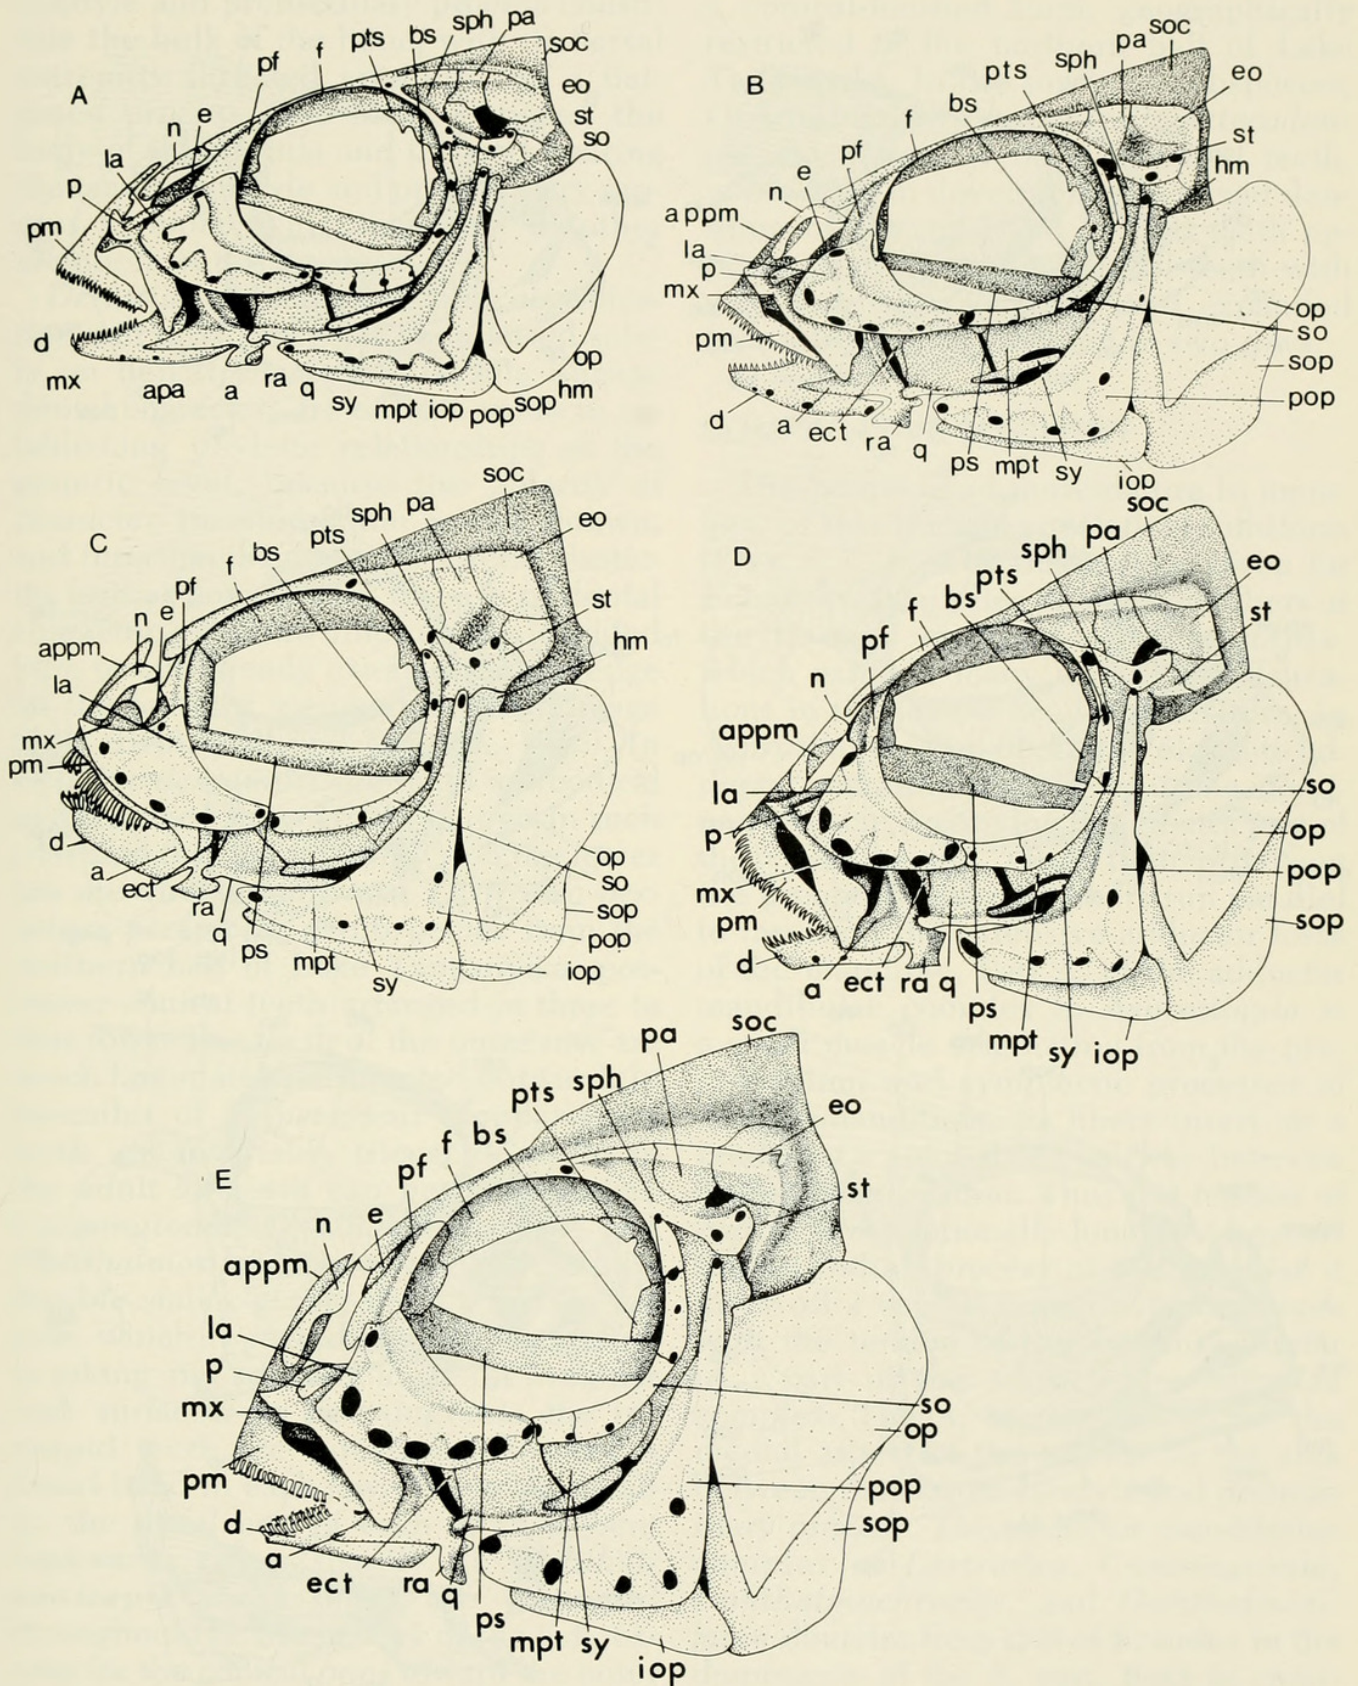 A
pm
p
la
n
e
pf
f
pts
bs
sph
pa
soc
eo
st
so
d
mx
apa
a
ra
q
sy
mpt
iop
pop
sop
hm
op
B
appm
la
p
mx
pm
n
e
pf
f
bs
pts
sph
pa
soc
eo
st
hm
op
so
sop
pop
d
a
ect
ra
q
ps
mpt
sy
iop
C
appm
la
mx
pm
n
e
pf
f
bs
pts
sph
pa
soc
eo
st
hm
op
so
sop
pop
iop
d
a
ect
ra
q
ps
mpt
sy
D
n
appm
la
p
mx
pm
d
pf
f
bs
pts
sph
pa
soc
eo
st
so
op
pop
sop
a
ect
ra
q
ps
mpt
sy
iop
E
appm
n
e
la
p
mx
pm
d
a
pf
f
bs
pts
sph
pa
soc
eo
st
so
op
pop
sop
ect
ra
q
ps
mpt
sy
iop